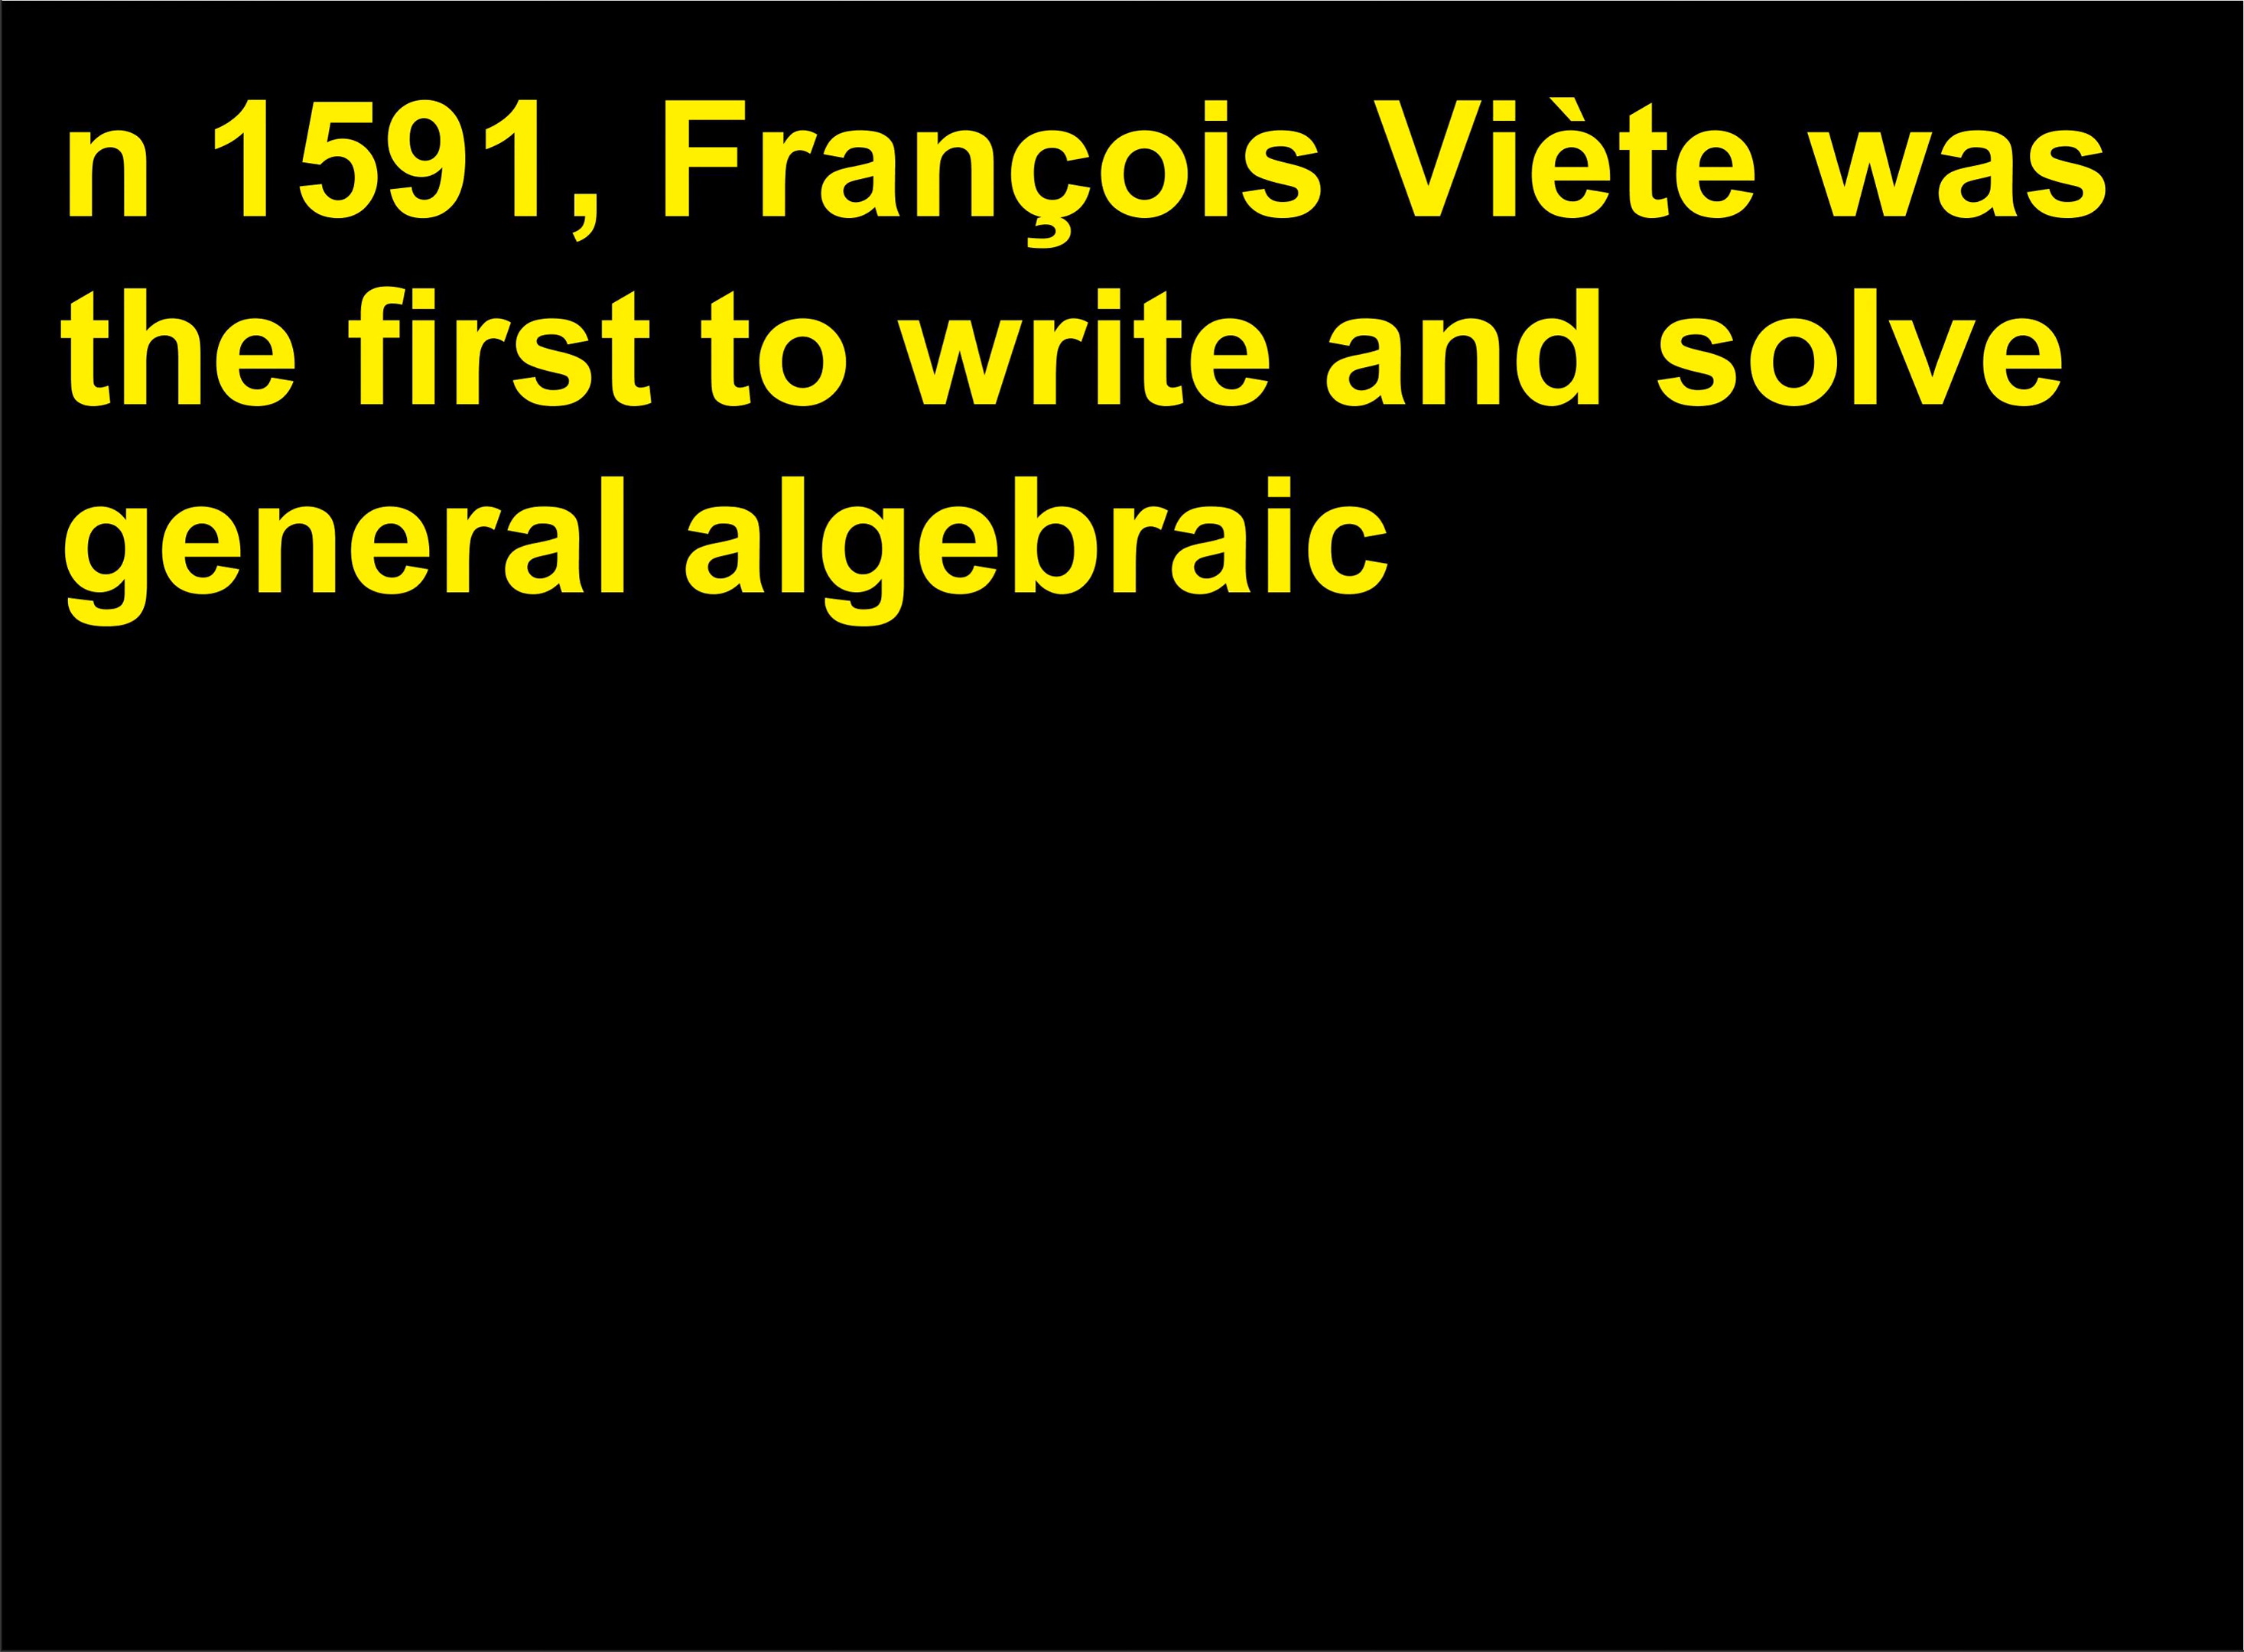 n 1591, François Viète was
the first to write and solve
general algebraic